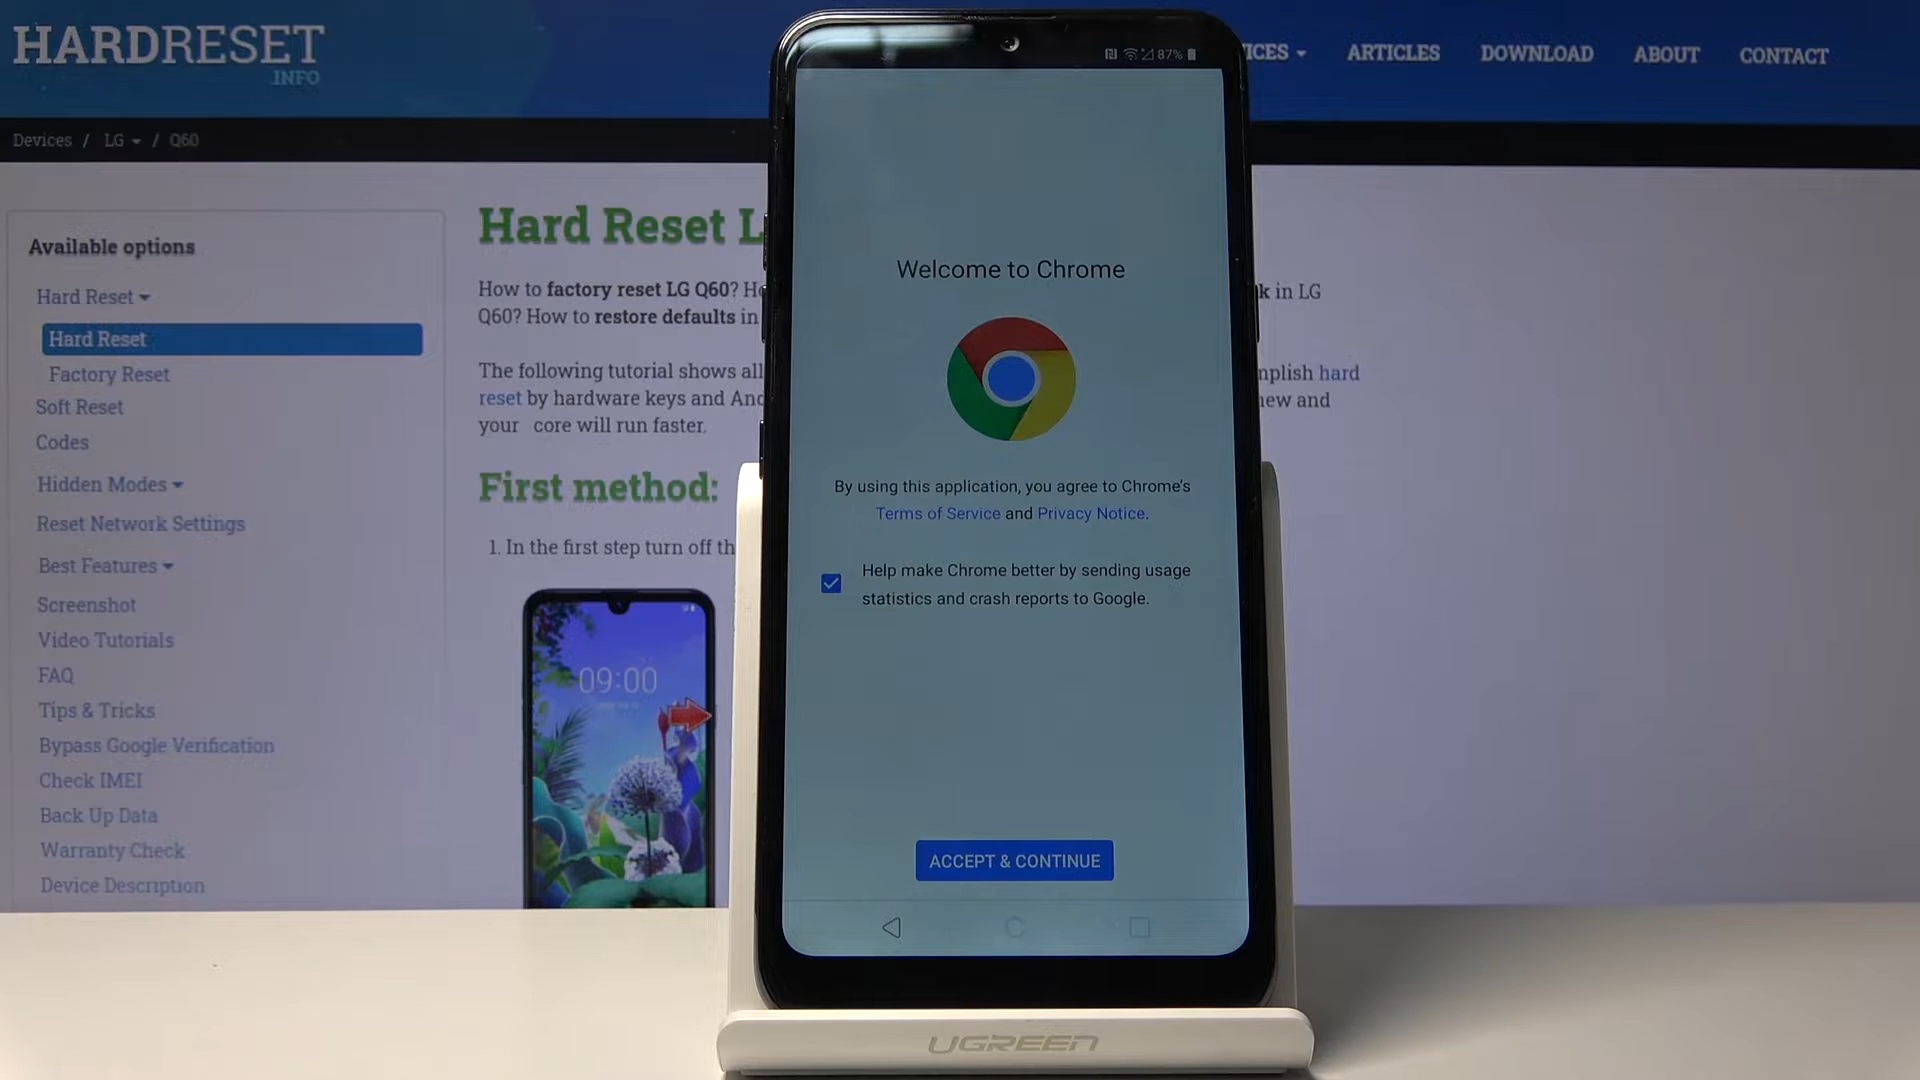 HARDRESET
.INFO
ICES
ARTICLES
DOWNLOAD
ABOUT
CONTACT
Devices / LG / Q60
Available options
Hard Reset
Hard Reset
Factory Reset
Soft Reset
Codes
Hidden Modes
Reset Network Settings
Best Features
Screenshot
Video Tutorials
FAQ
Tips & Tricks
Bypass Google Verification
Check IMEI
Back Up Data
Warranty Check
Device Description
Hard Reset L
How to factory reset LG Q60? k in LG
Q60? How to restore defaults in
The following tutorial shows all mplish hard
reset by hardware keys and And new and
your core will run faster.
First method:
1. In the first step turn off th
09:00
87%
Welcome to Chrome
By using this application, you agree to Chrome's
Terms of Service and Privacy Notice.
Help make Chrome better by sending usage
statistics and crash reports to Google.
ACCEPT & CONTINUE
UGREEN